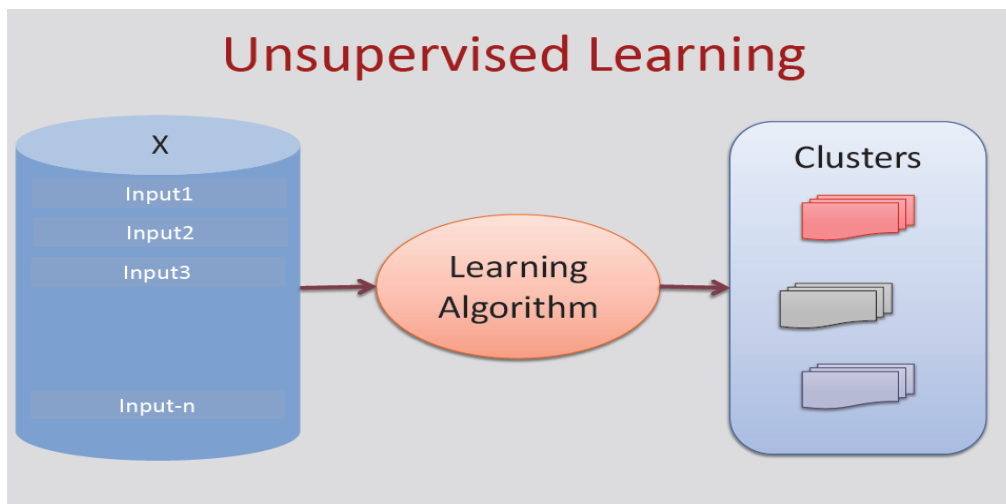 Unsupervised Learning
X
Input1
Input2
Input3
Input-n
Learning
Algorithm
Clusters